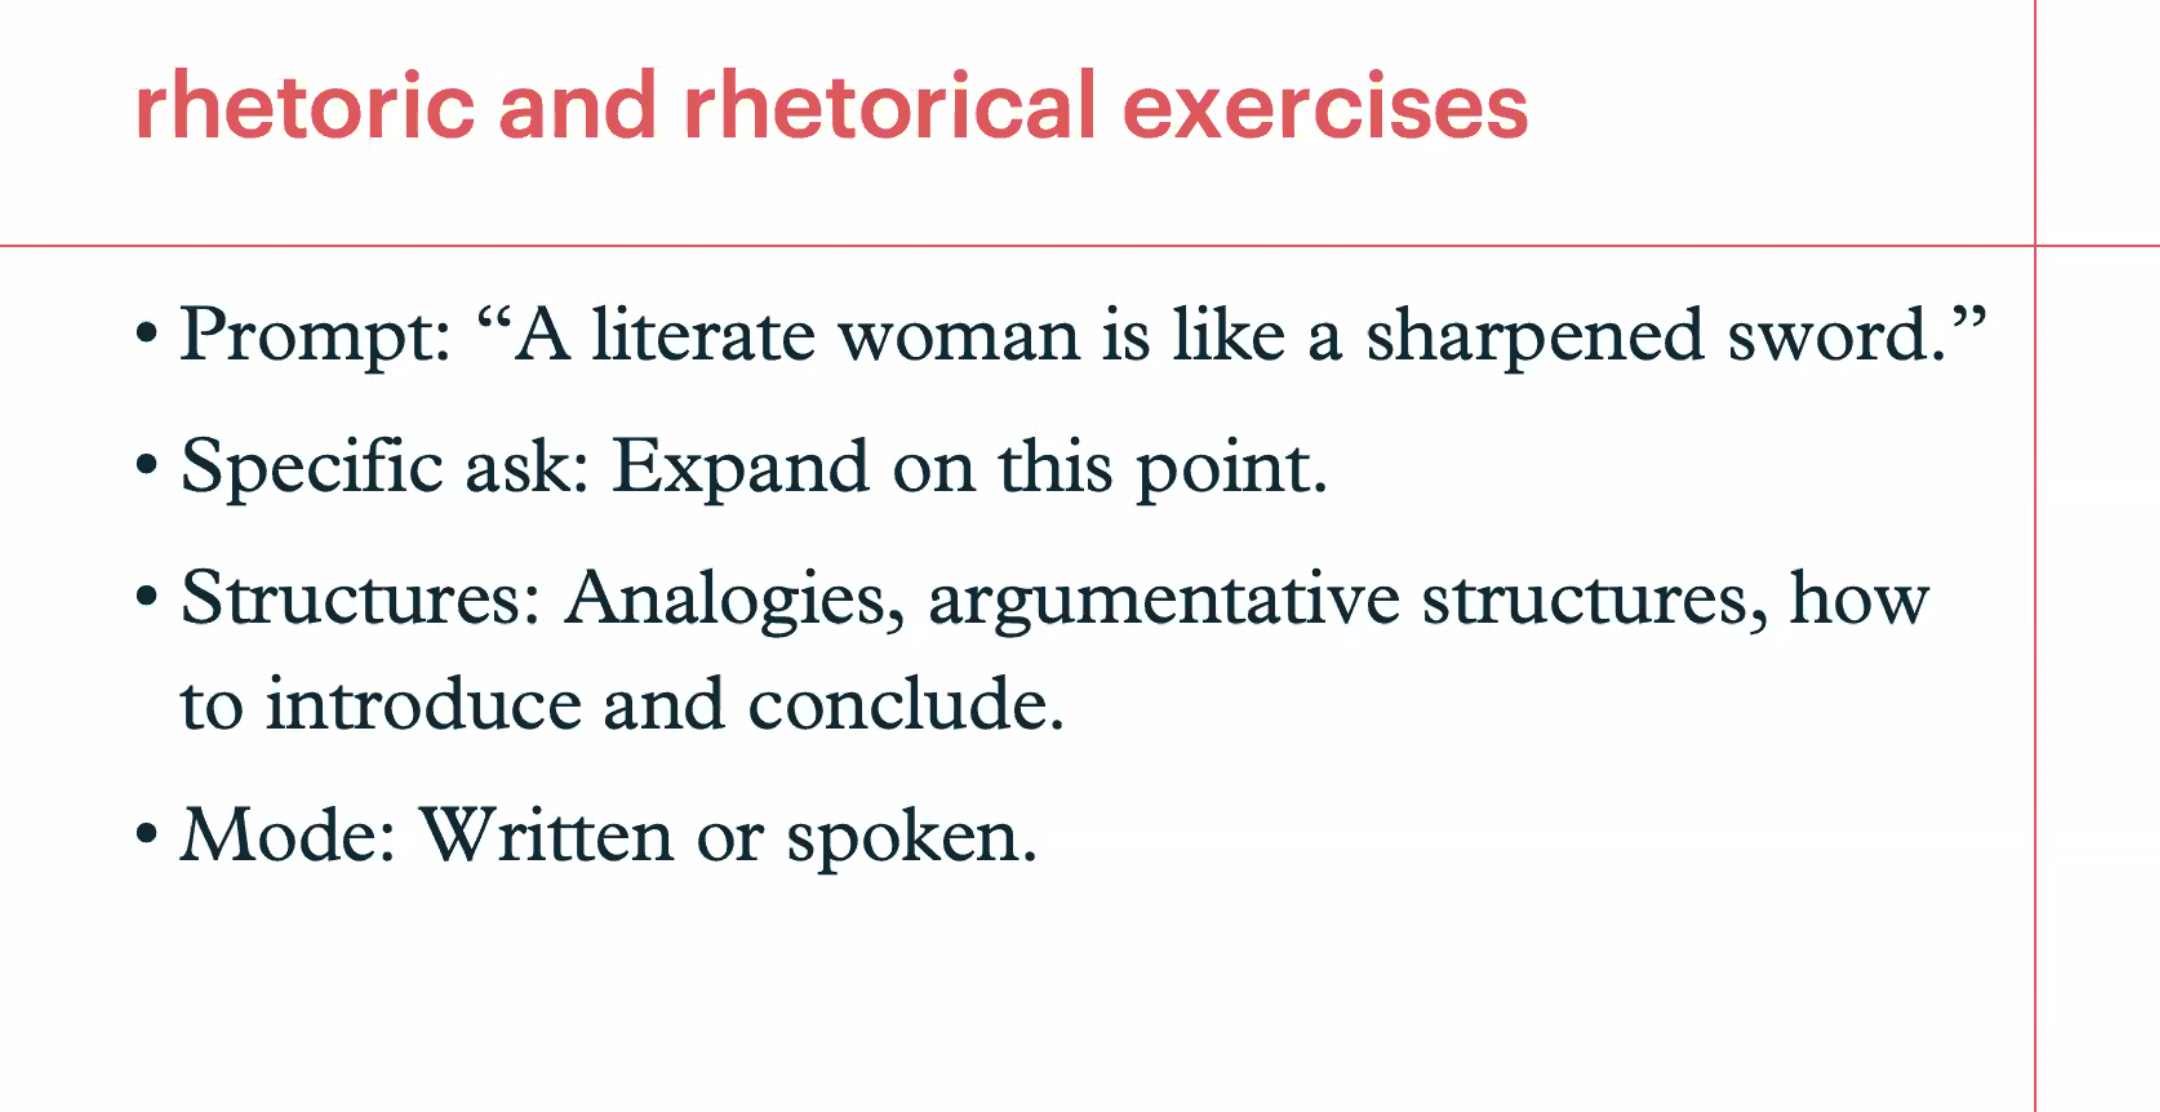 rhetoric and rhetorical exercises
• Prompt: “A literate woman is like a sharpened sword.”
• Specific ask: Expand on this point.
• Structures: Analogies, argumentative structures, how
to introduce and conclude.
• Mode: Written or spoken.